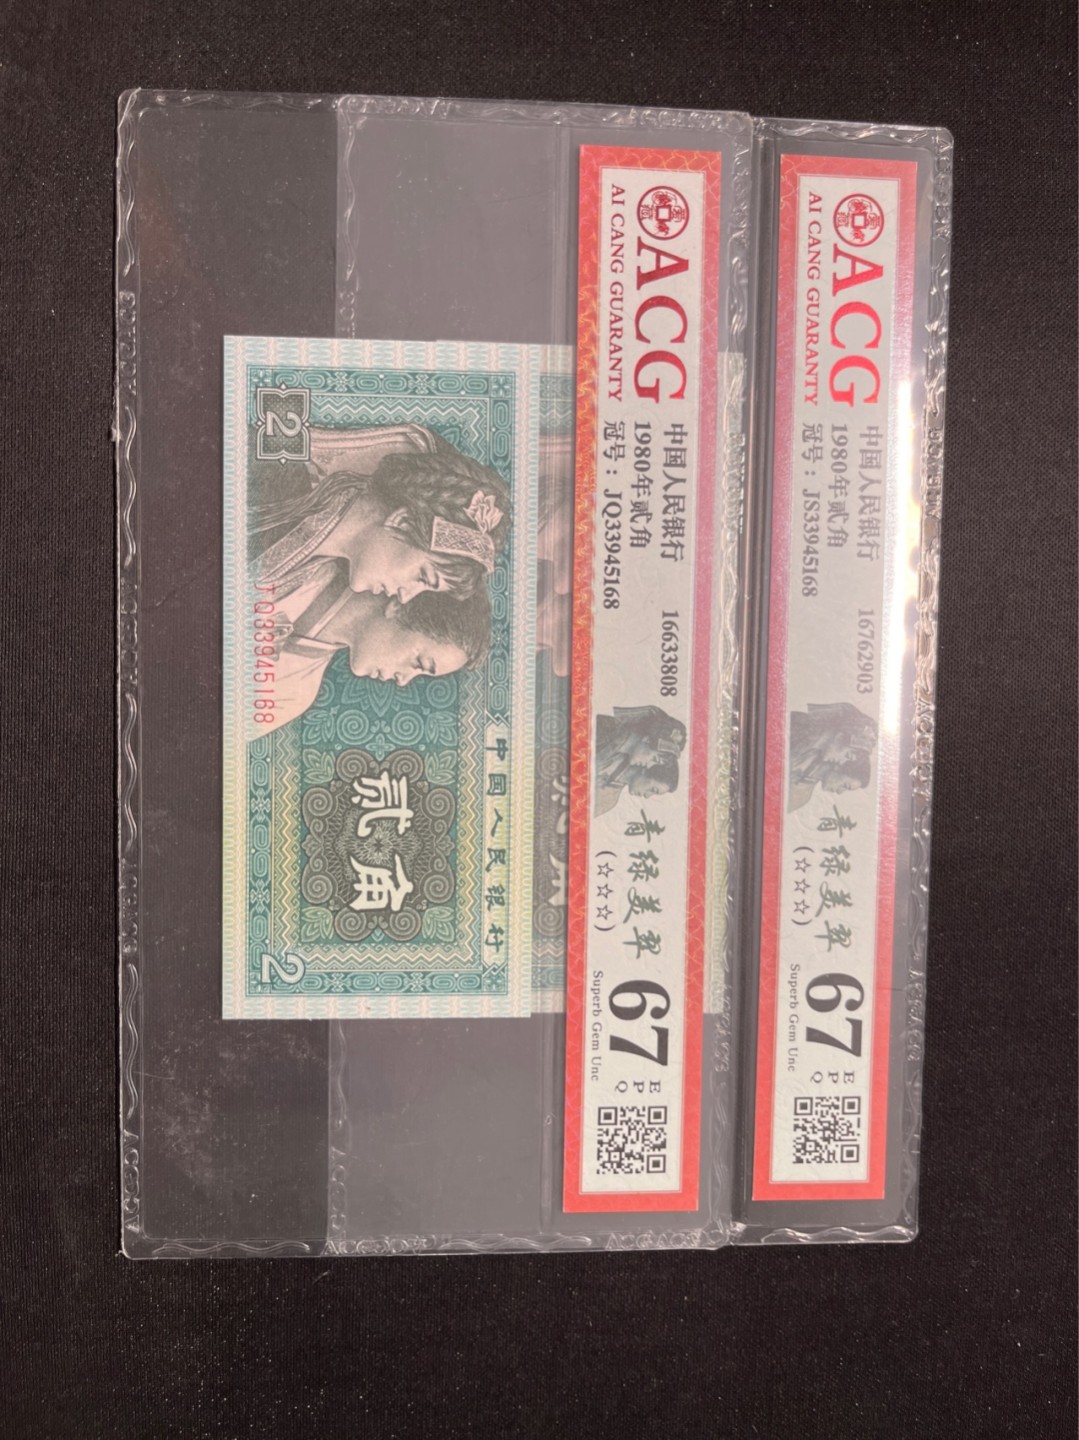 ACG
AI CANG GUARANTY
中国人民银行
1980年贰角
冠号：JS33945168
16762903
青绿美翠
(☆☆☆)
67
EPQ
Superb Gem Unc
ACG
AI CANG GUARANTY
中国人民银行
1980年贰角
冠号：JQ33945168
16633808
青绿美翠
(☆☆☆)
67
EPQ
Superb Gem Unc
中国人民银行
贰角
2
2
JQ33945168